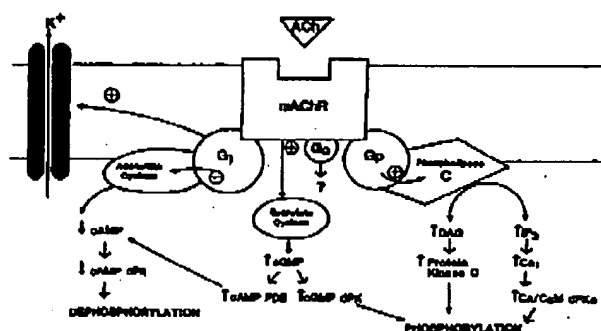 K+
ACh
mAChR
Gi
Go
Gp
?
Adenylate
Cyclase
Phospholipase
C
Cyclase
↓ cAMP
↓ cAMP dPK
DEPHOSPHORYLATION
↑ cGMP
↑cAMP PDE
↑cGMP dPK
↑DAG
↑ Protein
Kinase C
↑IP3
↑Cai
↑CA/CaM dPKs
PHOSPHORYLATION